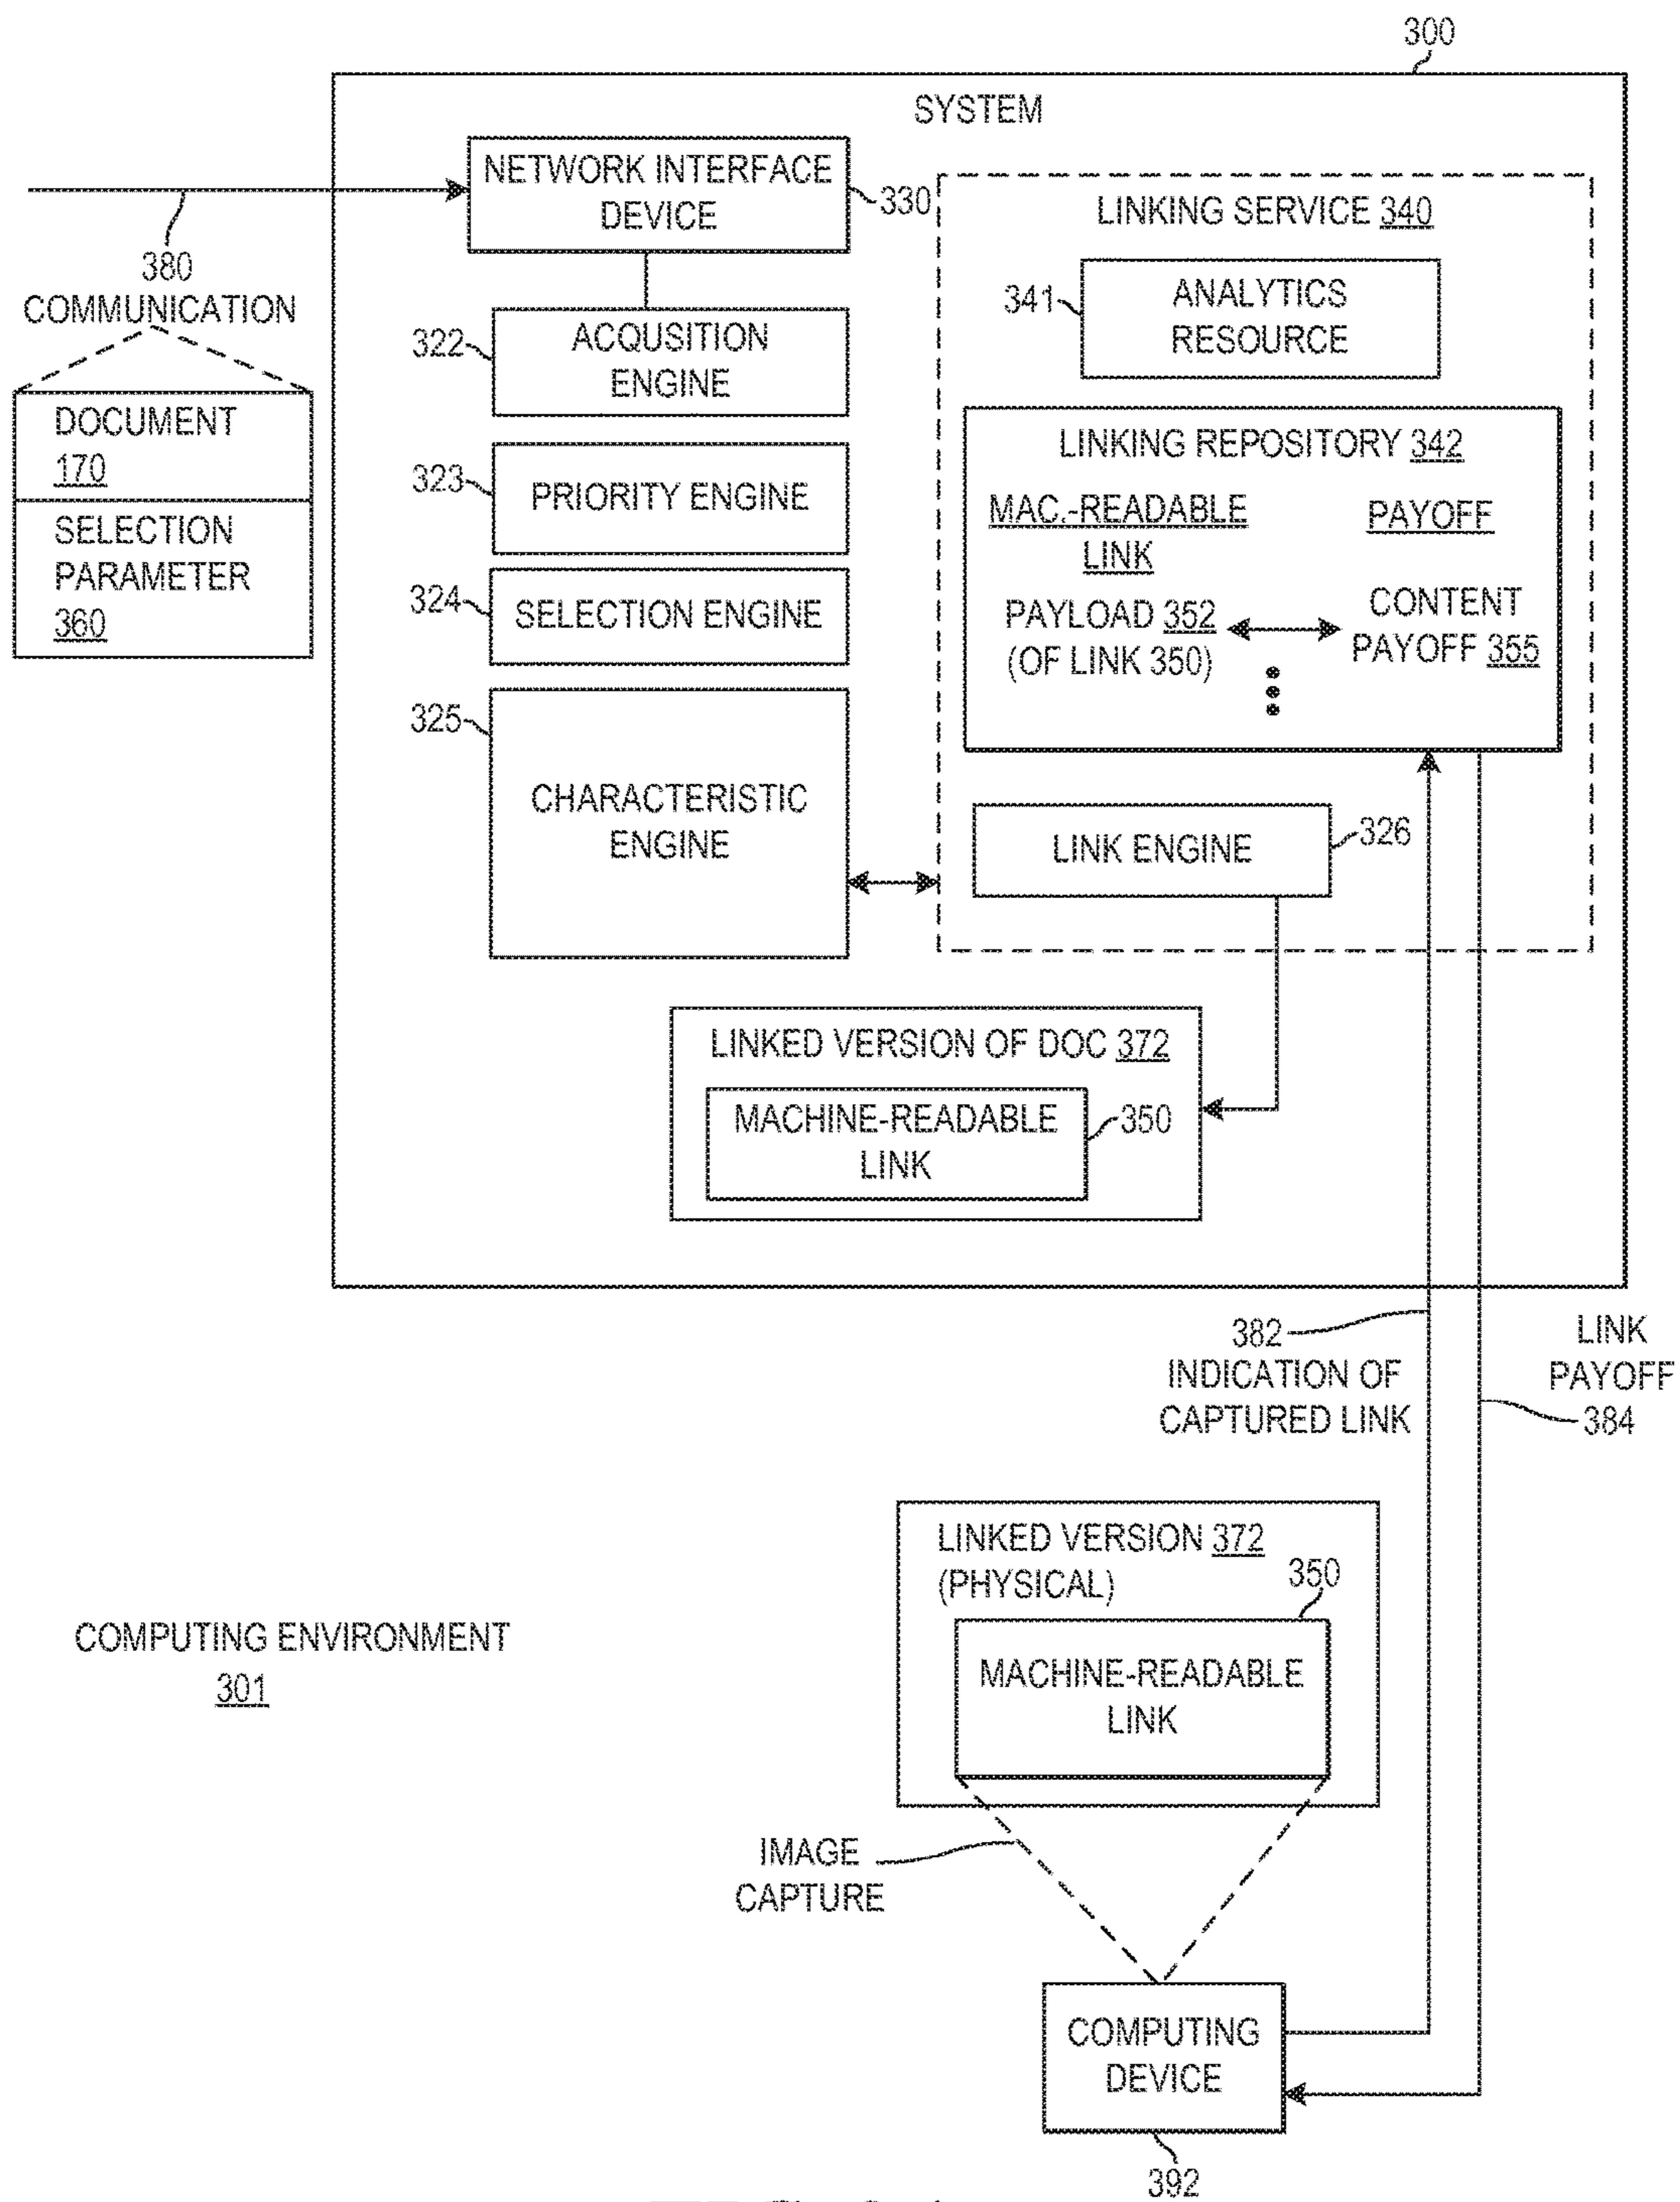 300
SYSTEM
NETWORK INTERFACE
DEVICE
330
380
COMMUNICATION
DOCUMENT
170
SELECTION
PARAMETER
360
322
ACQUSITION
ENGINE
323
PRIORITY ENGINE
324
SELECTION ENGINE
325
CHARACTERISTIC
ENGINE
LINKING SERVICE 340
341
ANALYTICS
RESOURCE
LINKING REPOSITORY 342
MAC.-READABLE
LINK
PAYOFF
PAYLOAD 352
(OF LINK 350)
CONTENT
PAYOFF 355
LINK ENGINE
326
LINKED VERSION OF DOC 372
MACHINE-READABLE
LINK
350
382
INDICATION OF
CAPTURED LINK
LINK
PAYOFF
384
LINKED VERSION 372
(PHYSICAL)
350
MACHINE-READABLE
LINK
COMPUTING ENVIRONMENT
301
IMAGE
CAPTURE
COMPUTING
DEVICE
392